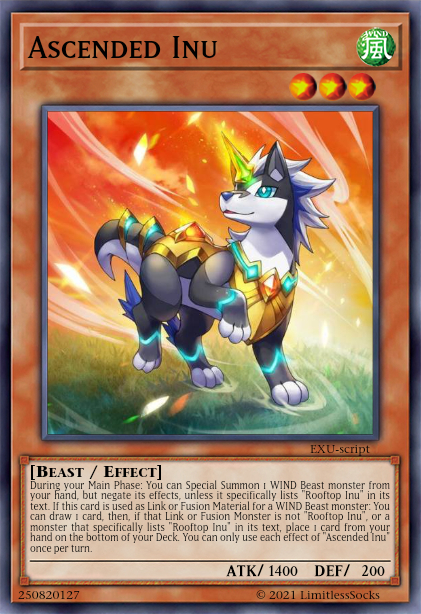 Ascended Inu
WIND
風
EXU-script
[Beast / Effect]
During your Main Phase: You can Special Summon 1 WIND Beast monster from
your hand, but negate its effects, unless it specifically lists "Rooftop Inu" in its
text. If this card is used as Link or Fusion Material for a WIND Beast monster: You
can draw 1 card, then, if that Link or Fusion Monster is not "Rooftop Inu", or a
monster that specifically lists "Rooftop Inu" in its text, place 1 card from your
hand on the bottom of your Deck. You can only use each effect of "Ascended Inu"
once per turn.
ATK/ 1400 DEF/ 200
250820127 © 2021 LimitlessSocks